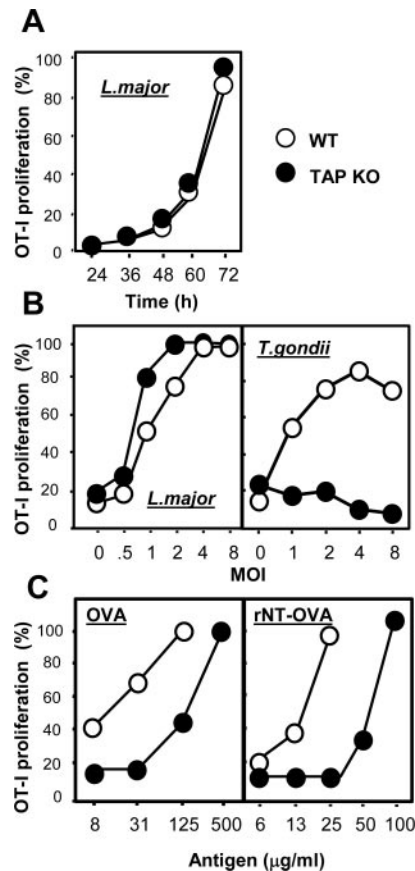 A
L.major
OT-I proliferation (%)
100
80
60
40
20
0
24 36 48 60 72
Time (h)
WT
TAP KO
B
L.major
T.gondii
OT-I proliferation (%)
100
80
60
40
20
0
0 .5 1 2 4 8
0 1 2 4 8
MOI
C
OVA
rNT-OVA
OT-I proliferation (%)
100
80
60
40
20
0
8 31 125 500
6 13 25 50 100
Antigen (μg/ml)